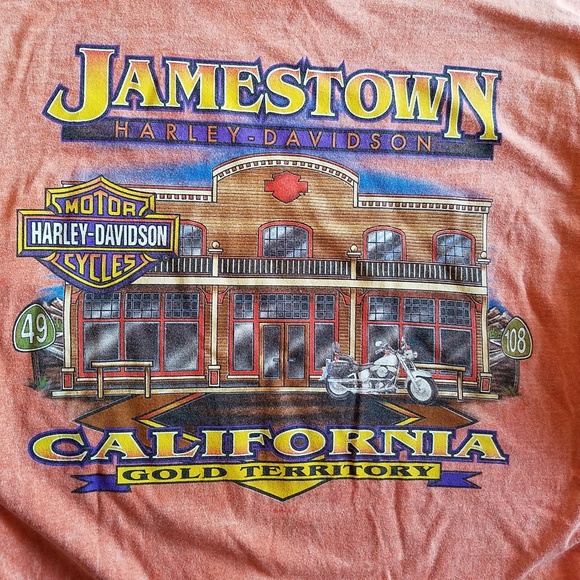 JAMESTOWN
HARLEY-DAVIDSON
MOTOR
HARLEY-DAVIDSON
CYCLES
49
108
CALIFORNIA
GOLD TERRITORY